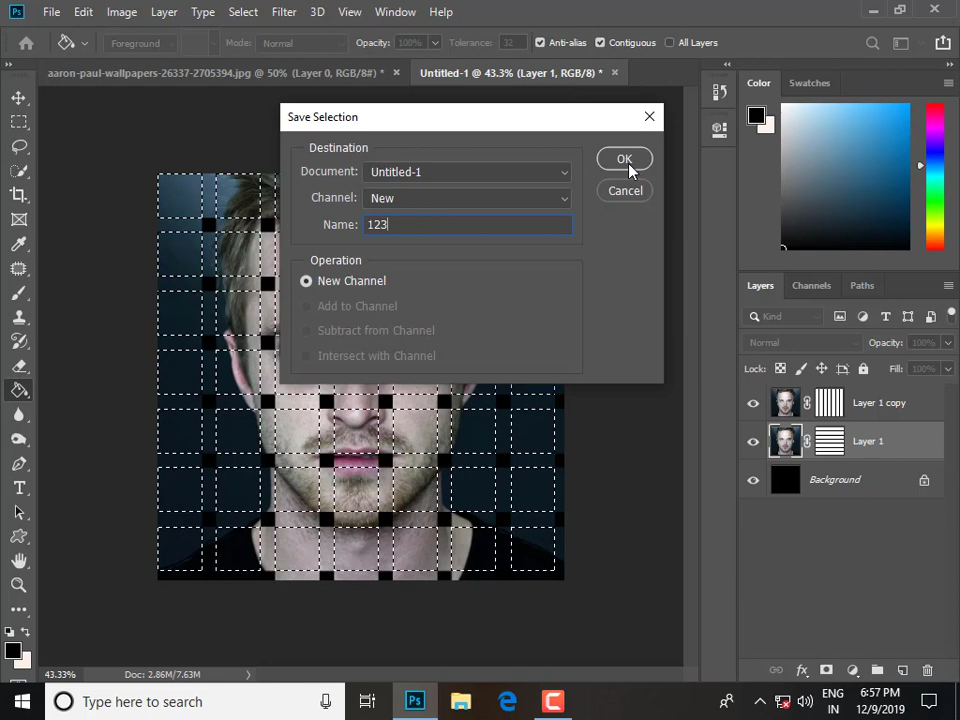 Ps File Edit Image Layer Type Select Filter 3D View Window Help
Foreground Mode: Normal Opacity: 100% Tolerance: 32 Anti-alias Contiguous All Layers
aaron-paul-wallpapers-26337-2705394.jpg @ 50% (Layer 0, RGB/8#) * Untitled-1 @ 43.3% (Layer 1, RGB/8) *
Color Swatches
Save Selection
Destination
Document: Untitled-1
Channel: New
Name: 123
Operation
New Channel
Add to Channel
Subtract from Channel
Intersect with Channel
OK
Cancel
Layers Channels Paths
Kind
Normal Opacity: 100%
Lock: Fill: 100%
Layer 1 copy
Layer 1
Background
43.33% Doc: 2.86M/7.63M
Type here to search
Ps
ENG
IN
6:57 PM
12/9/2019